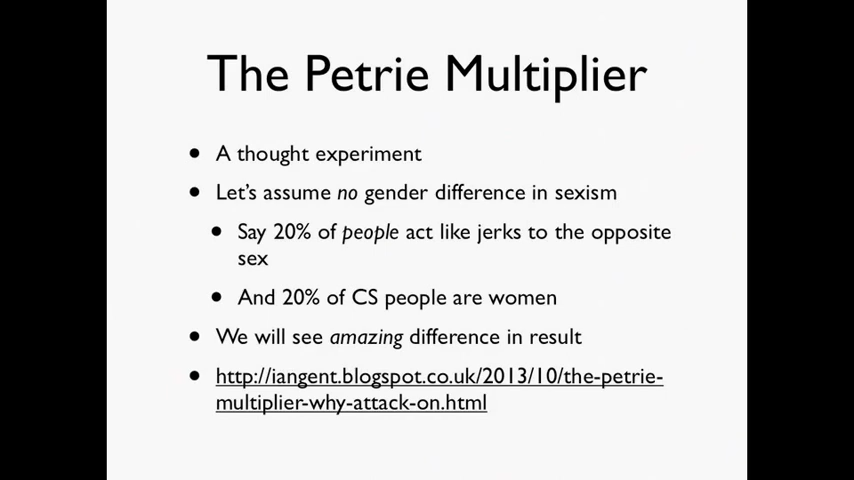 The Petrie Multiplier
• A thought experiment
• Let's assume no gender difference in sexism
• Say 20% of people act like jerks to the opposite
sex
• And 20% of CS people are women
• We will see amazing difference in result
• http://iangent.blogspot.co.uk/2013/10/the-petrie-
multiplier-why-attack-on.html